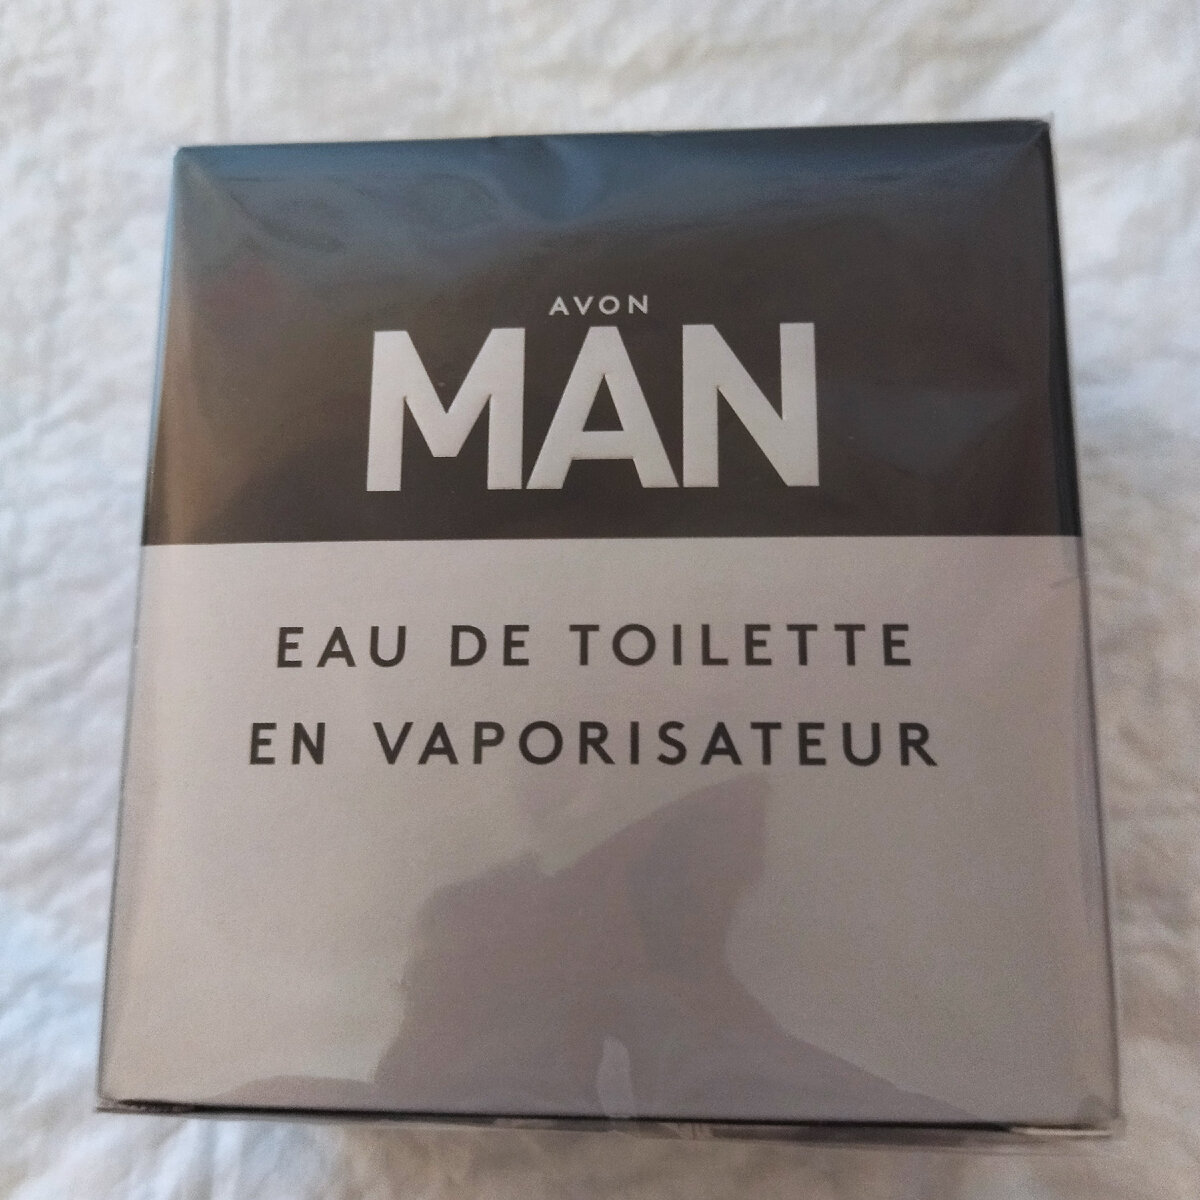 AVON
MAN
EAU DE TOILETTE
EN VAPORISATEUR